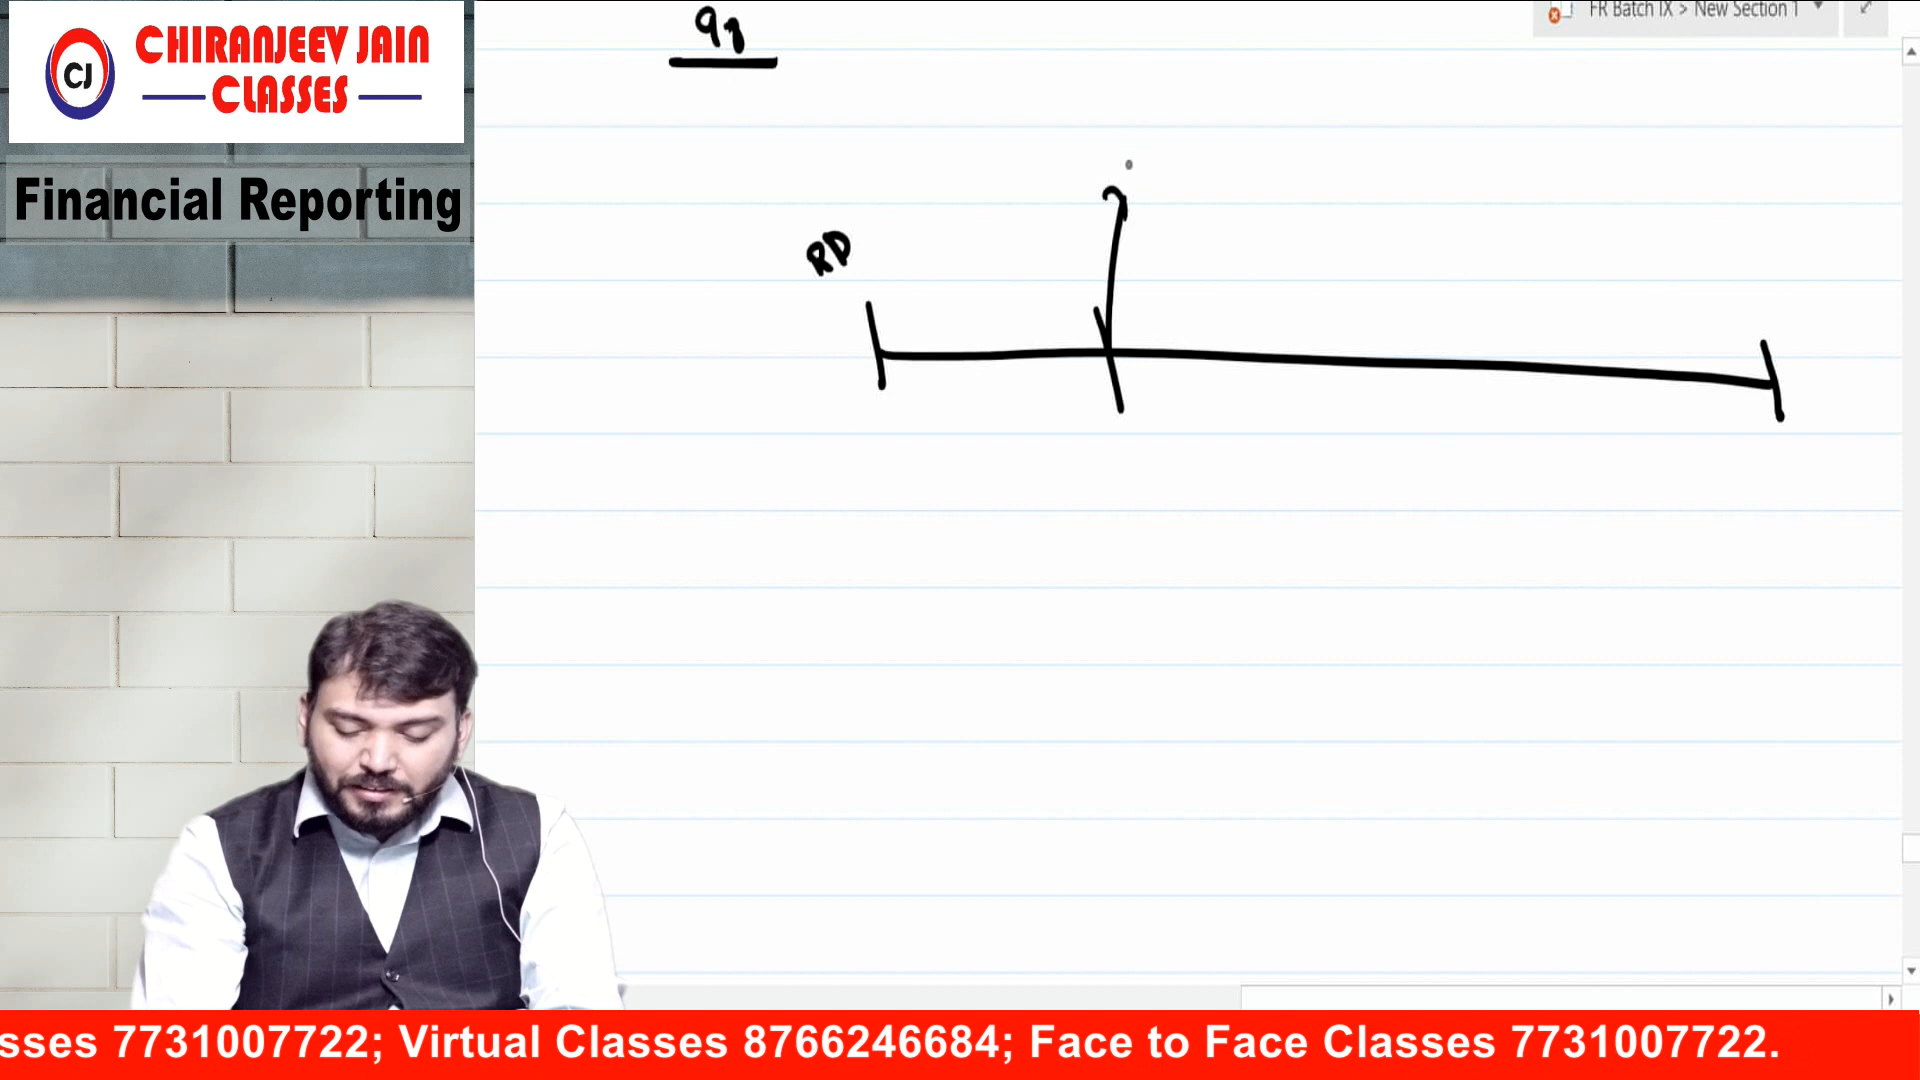 CHIRANJEEV JAIN
CLASSES
CJ
Financial Reporting
FR Batch IX > New Section 1
RD
sses 7731007722; Virtual Classes 8766246684; Face to Face Classes 7731007722.